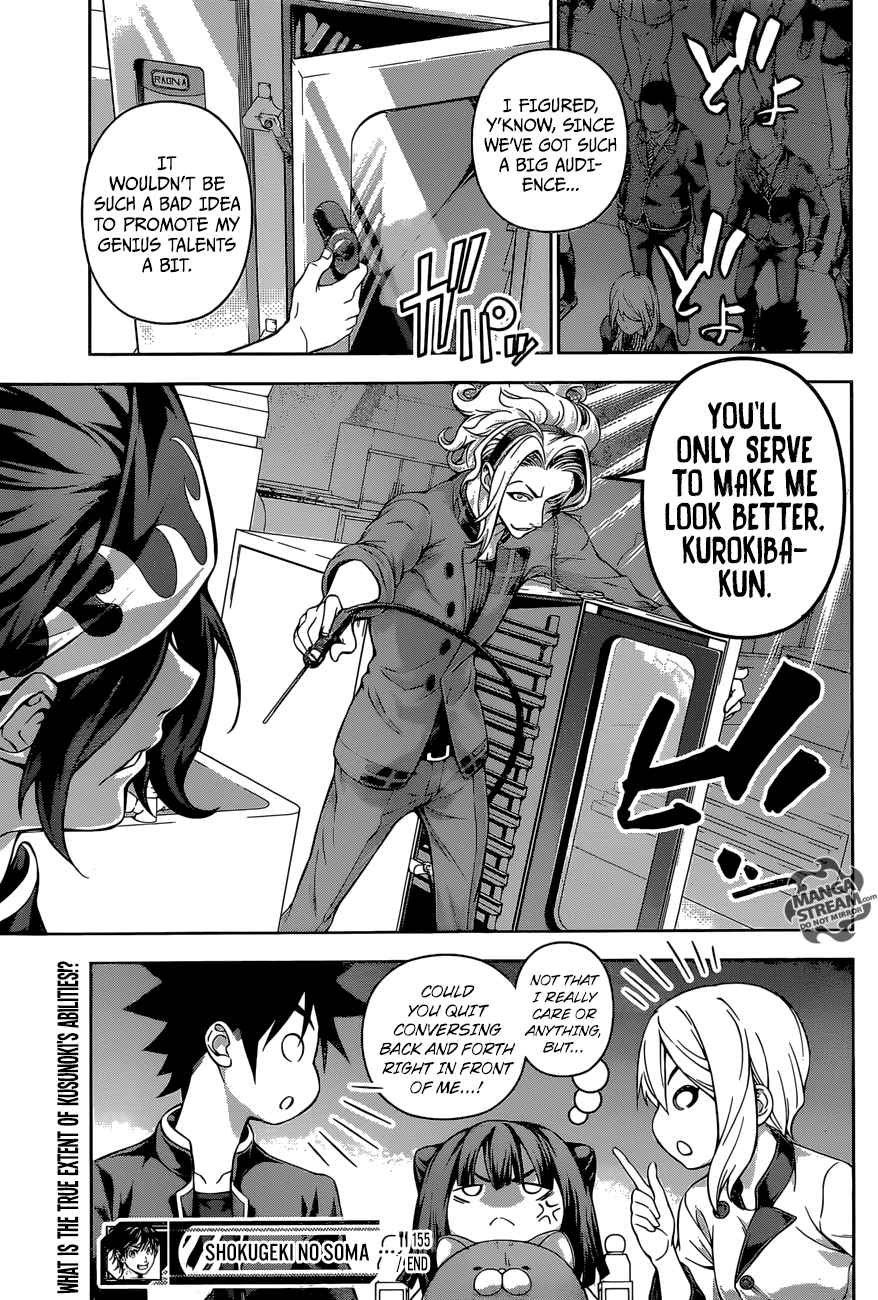 どよ
どよ
I FIGURED,
Y'KNOW, SINCE
WE'VE GOT SUCH
A BIG AUDI-
ENCE...
RAGNA
IT
WOULDN'T BE
SUCH A BAD IDEA
TO PROMOTE MY
GENIUS TALENTS
A BIT.
ガパッ
YOU'LL
ONLY SERVE
TO MAKE ME
LOOK BETTER,
KUROKIBA-
KUN.
ビッ
MANGA
STREAM.com
DO NOT MIRROR
NOT THAT
I REALLY
CARE OR
ANYTHING,
BUT...
COULD
YOU QUIT
CONVERSING
BACK AND FORTH
RIGHT IN FRONT
OF ME...!
WHAT IS THE TRUE EXTENT OF KUSUNOKI'S ABILITIES!?
SHOKUGEKI NO SOMA ... 155
/ END